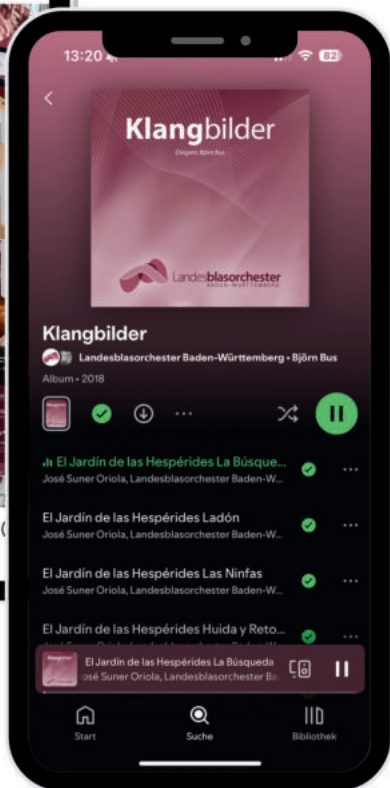 13:20
82
Klangbilder
Dirigent: Björn Bus
Landesblasorchester
BADEN-WÜRTTEMBERG
Klangbilder
Landesblasorchester Baden-Württemberg • Björn Bus
Album • 2018
El Jardín de las Hespérides La Búsque...
José Suner Oriola, Landesblasorchester Baden-W...
El Jardín de las Hespérides Ladón
José Suner Oriola, Landesblasorchester Baden-W...
El Jardín de las Hespérides Las Ninfas
José Suner Oriola, Landesblasorchester Baden-W...
El Jardín de las Hespérides Huida y Reto...
El Jardín de las Hespérides La Búsqueda
osé Suner Oriola, Landesblasorchester Ba
Start
Suche
Bibliothek